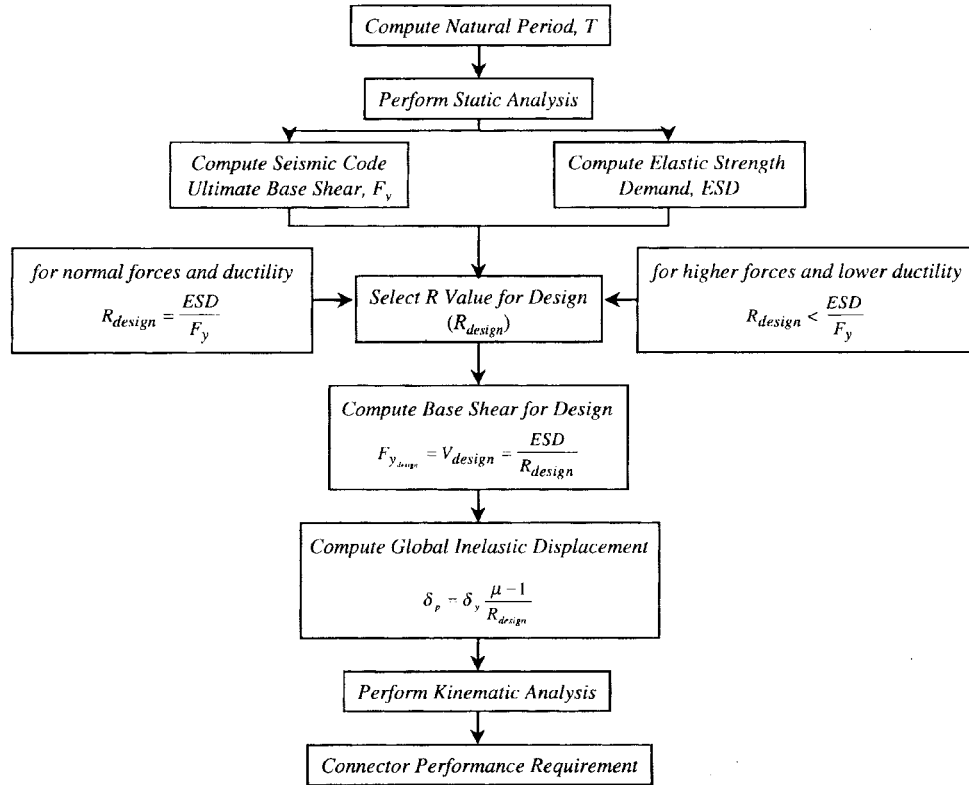 Compute Natural Period, T
Perform Static Analysis
Compute Seismic Code
Ultimate Base Shear, F_y
Compute Elastic Strength
Demand, ESD
for normal forces and ductility
R_design = ESD / F_y
Select R Value for Design
(R_design)
for higher forces and lower ductility
R_design < ESD / F_y
Compute Base Shear for Design
F_y_design = V_design = ESD / R_design
Compute Global Inelastic Displacement
δ_p = δ_y (μ − 1) / R_design
Perform Kinematic Analysis
Connector Performance Requirement